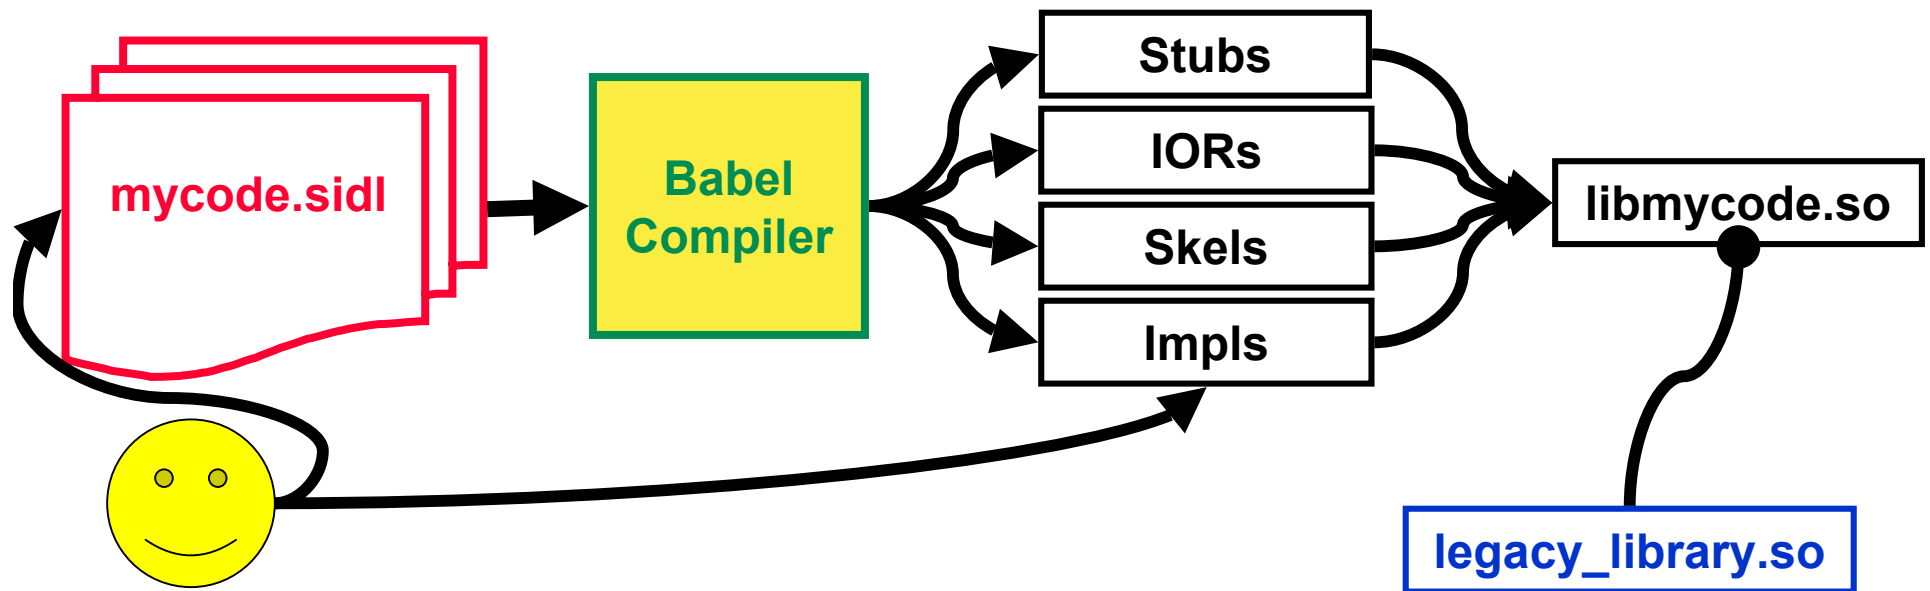 mycode.sidl
Babel
Compiler
Stubs
IORs
Skels
Impls
libmycode.so
legacy_library.so